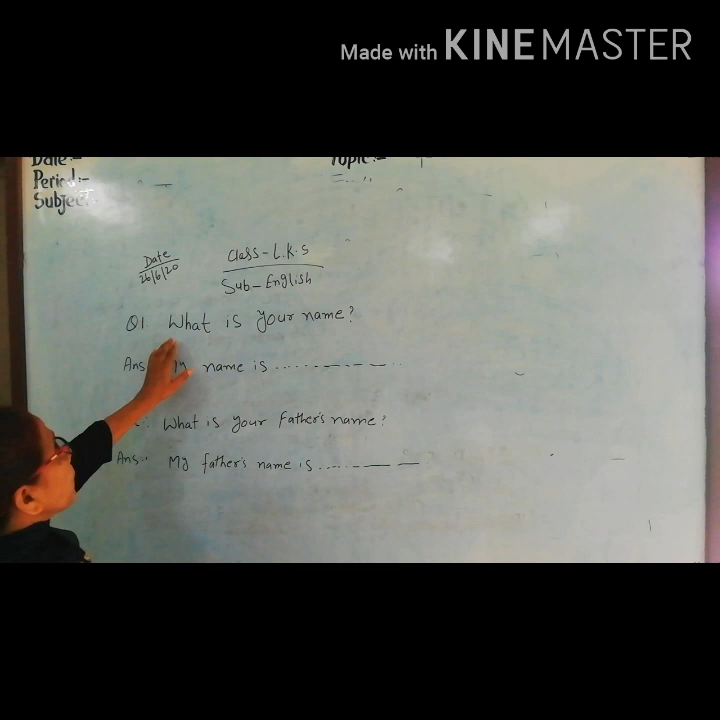 Made with KINEMASTER
Date:-
Topic:-
Period:-
Subject:-
Date
26/6/20
Class - L.K.S
Sub - English
Q1 What is your name?
Ans name is ..............
What is your Father's name?
Ans:- My father's name is ..............